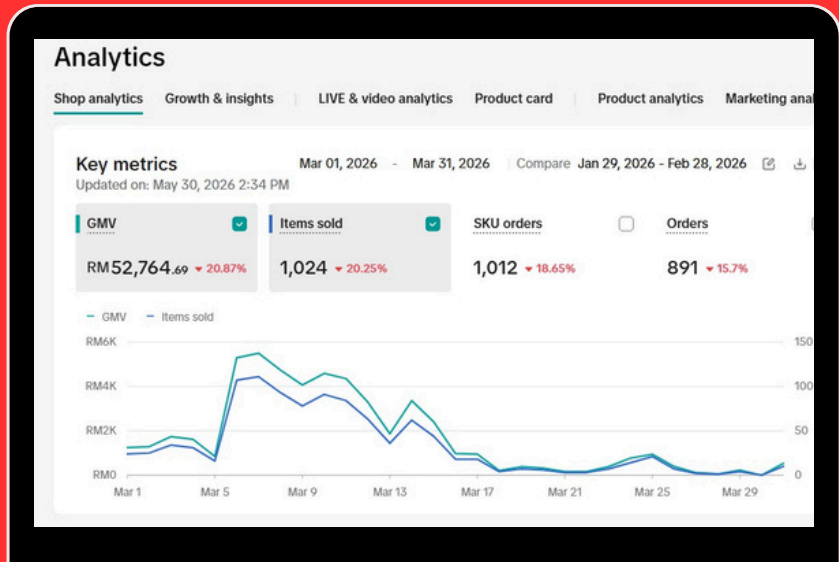 Analytics
Shop analytics Growth & insights LIVE & video analytics Product card Product analytics Marketing anal
Key metrics Mar 01, 2026 - Mar 31, 2026 Compare Jan 29, 2026 - Feb 28, 2026
Updated on: May 30, 2026 2:34 PM
GMV Items sold SKU orders Orders
RM52,764.69 ▼ 20.87% 1,024 ▼ 20.25% 1,012 ▼ 18.65% 891 ▼ 15.7%
GMV Items sold
RM6K 150
RM4K 100
RM2K 50
RM0 0
Mar 1 Mar 5 Mar 9 Mar 13 Mar 17 Mar 21 Mar 25 Mar 29